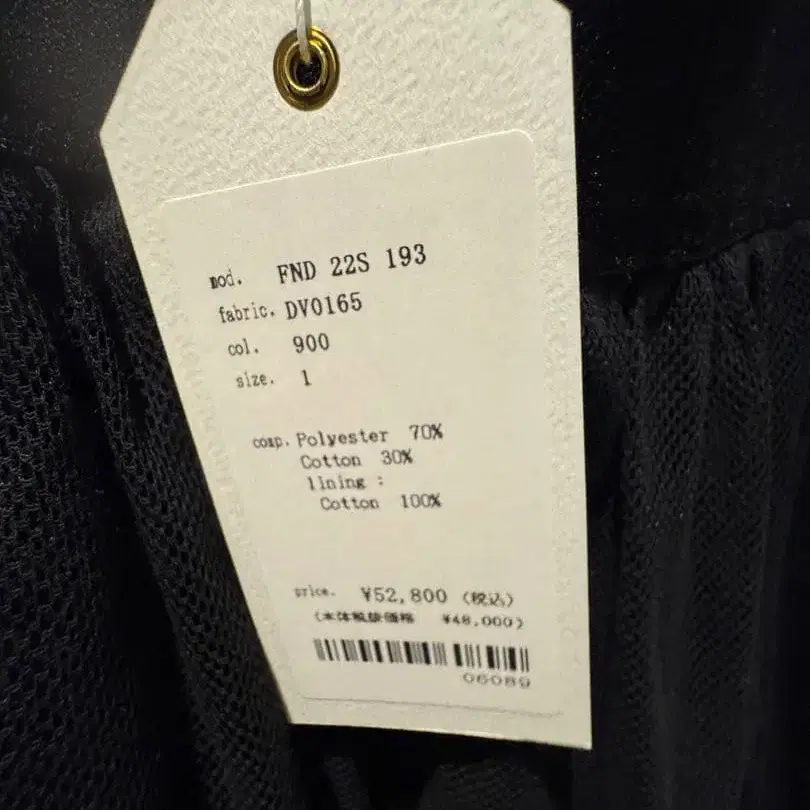 mod. FND 22S 193
fabric. DV0165
col. 900
size. 1
comp. Polyester 70%
Cotton 30%
lining :
Cotton 100%
price. ¥52,800 (税込)
(本体税抜価格 ¥48,000)
06089